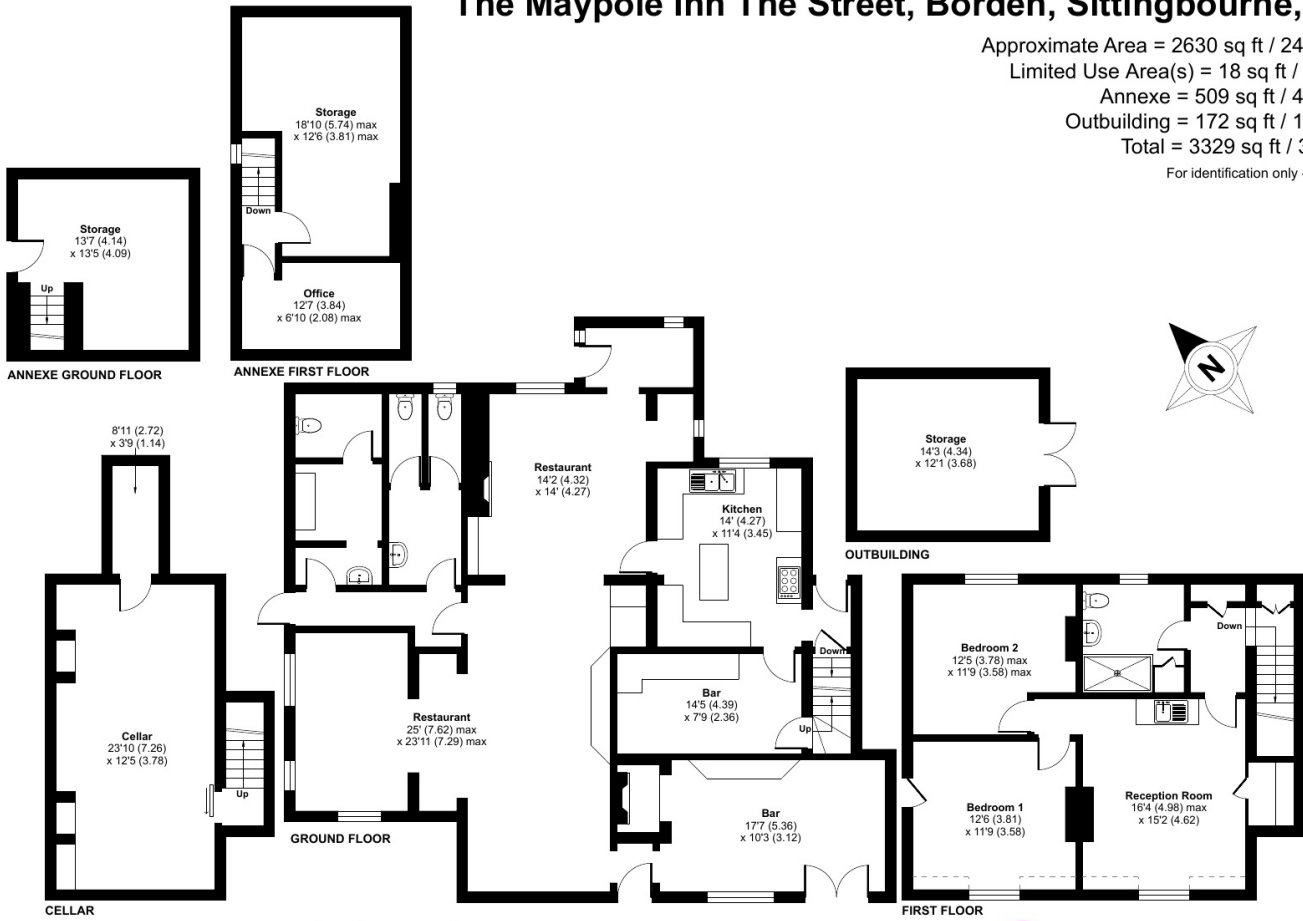 The Maypole Inn The Street, Borden, Sittingbourne,
Approximate Area = 2630 sq ft / 24
Limited Use Area(s) = 18 sq ft /
Annexe = 509 sq ft / 4
Outbuilding = 172 sq ft / 1
Total = 3329 sq ft / 3
For identification only -
Storage
18'10 (5.74) max
x 12'6 (3.81) max
Down
Office
12'7 (3.84)
x 6'10 (2.08) max
ANNEXE FIRST FLOOR
Storage
13'7 (4.14)
x 13'5 (4.09)
Up
ANNEXE GROUND FLOOR
N
8'11 (2.72)
x 3'9 (1.14)
Cellar
23'10 (7.26)
x 12'5 (3.78)
Up
CELLAR
Restaurant
14'2 (4.32)
x 14' (4.27)
Kitchen
14' (4.27)
x 11'4 (3.45)
Down
Bar
14'5 (4.39)
x 7'9 (2.36)
Up
Restaurant
25' (7.62) max
x 23'11 (7.29) max
Bar
17'7 (5.36)
x 10'3 (3.12)
GROUND FLOOR
Storage
14'3 (4.34)
x 12'1 (3.68)
OUTBUILDING
Down
Bedroom 2
12'5 (3.78) max
x 11'9 (3.58) max
Bedroom 1
12'6 (3.81)
x 11'9 (3.58)
Reception Room
16'4 (4.98) max
x 15'2 (4.62)
FIRST FLOOR